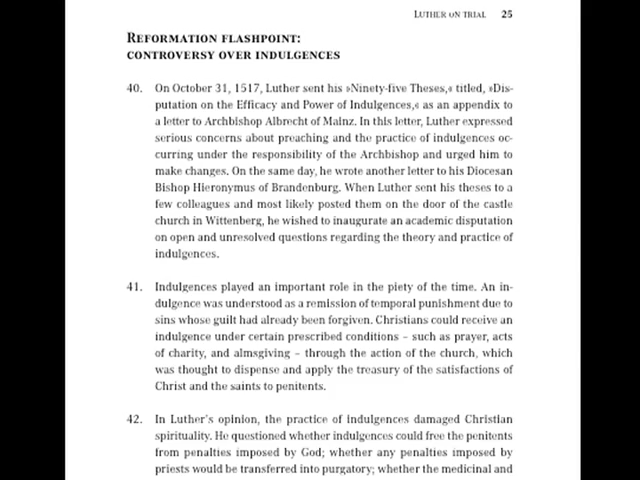 LUTHER ON TRIAL 25
REFORMATION FLASHPOINT:
CONTROVERSY OVER INDULGENCES
40. On October 31, 1517, Luther sent his »Ninety-five Theses,« titled, »Dis-
putation on the Efficacy and Power of Indulgences,« as an appendix to
a letter to Archbishop Albrecht of Mainz. In this letter, Luther expressed
serious concerns about preaching and the practice of indulgences oc-
curring under the responsibility of the Archbishop and urged him to
make changes. On the same day, he wrote another letter to his Diocesan
Bishop Hieronymus of Brandenburg. When Luther sent his theses to a
few colleagues and most likely posted them on the door of the castle
church in Wittenberg, he wished to inaugurate an academic disputation
on open and unresolved questions regarding the theory and practice of
indulgences.
41. Indulgences played an important role in the piety of the time. An in-
dulgence was understood as a remission of temporal punishment due to
sins whose guilt had already been forgiven. Christians could receive an
indulgence under certain prescribed conditions – such as prayer, acts
of charity, and almsgiving – through the action of the church, which
was thought to dispense and apply the treasury of the satisfactions of
Christ and the saints to penitents.
42. In Luther's opinion, the practice of indulgences damaged Christian
spirituality. He questioned whether indulgences could free the penitents
from penalties imposed by God; whether any penalties imposed by
priests would be transferred into purgatory; whether the medicinal and